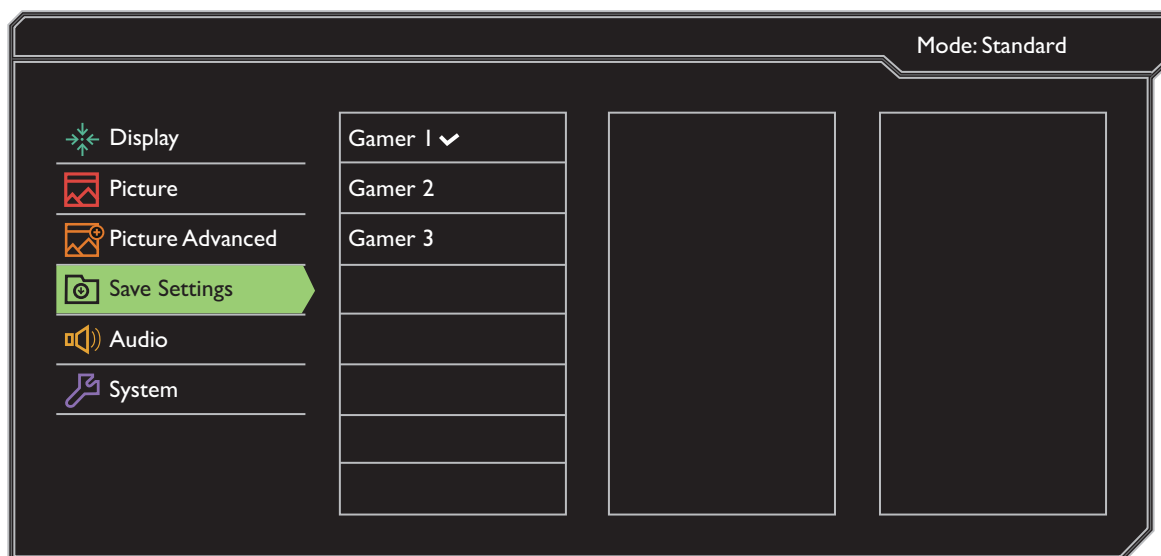 Mode: Standard
Display
Picture
Picture Advanced
Save Settings
Audio
System
Gamer 1
Gamer 2
Gamer 3